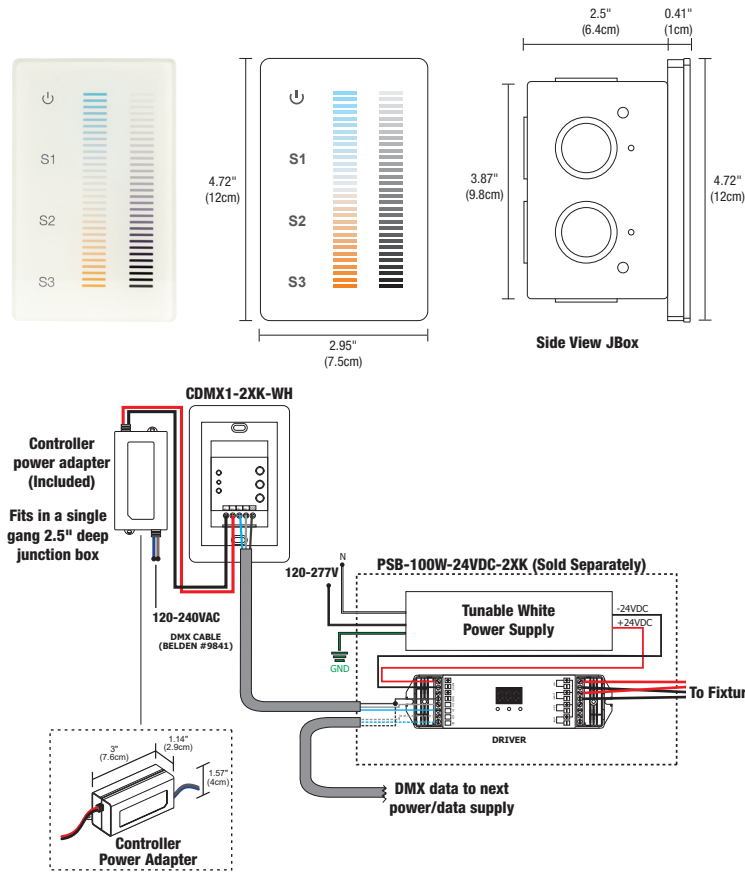 S1
S2
S3
4.72"
(12cm)
S1
S2
S3
2.95"
(7.5cm)
2.5"
(6.4cm)
0.41"
(1cm)
3.87"
(9.8cm)
4.72"
(12cm)
Side View JBox
CDMX1-2XK-WH
Controller
power adapter
(Included)
Fits in a single
gang 2.5" deep
junction box
120-240VAC
DMX CABLE
(BELDEN #9841)
N
120-277V
GND
PSB-100W-24VDC-2XK (Sold Separately)
Tunable White
Power Supply
-24VDC
+24VDC
To Fixtur
DRIVER
DMX data to next
power/data supply
3"
(7.6cm)
1.14"
(2.9cm)
1.57"
(4cm)
Controller
Power Adapter